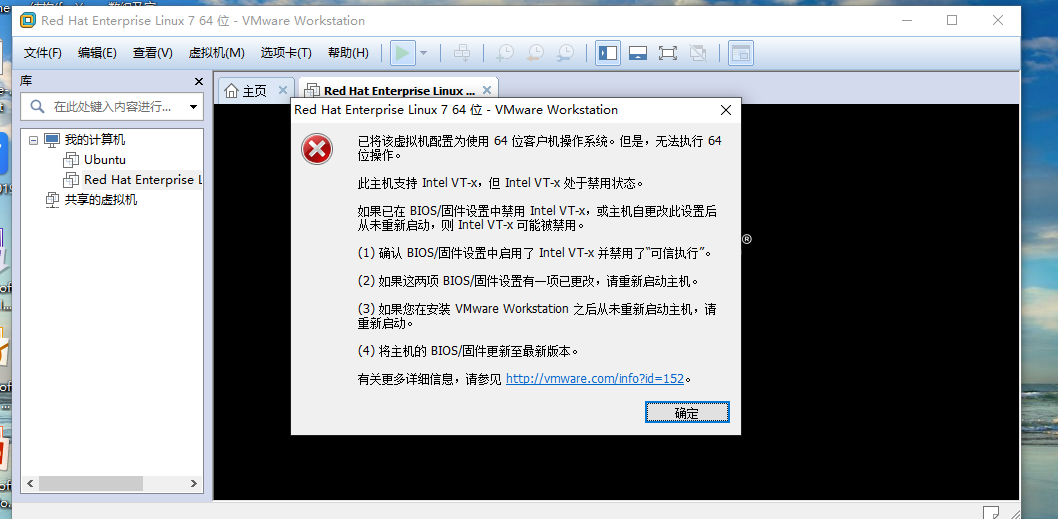 Red Hat Enterprise Linux 7 64 位 - VMware Workstation
文件(F) 编辑(E) 查看(V) 虚拟机(M) 选项卡(T) 帮助(H)
库
在此处键入内容进行...
我的计算机
Ubuntu
Red Hat Enterprise L
共享的虚拟机
主页
Red Hat Enterprise Linux ...
Red Hat Enterprise Linux 7 64 位 - VMware Workstation
已将该虚拟机配置为使用 64 位客户机操作系统。但是，无法执行 64
位操作。
此主机支持 Intel VT-x，但 Intel VT-x 处于禁用状态。
如果已在 BIOS/固件设置中禁用 Intel VT-x，或主机自更改此设置后
从未重新启动，则 Intel VT-x 可能被禁用。
(1) 确认 BIOS/固件设置中启用了 Intel VT-x 并禁用了“可信执行”。
(2) 如果这两项 BIOS/固件设置有一项已更改，请重新启动主机。
(3) 如果您在安装 VMware Workstation 之后从未重新启动主机，请
重新启动。
(4) 将主机的 BIOS/固件更新至最新版本。
有关更多详细信息，请参见 http://vmware.com/info?id=152。
确定
®